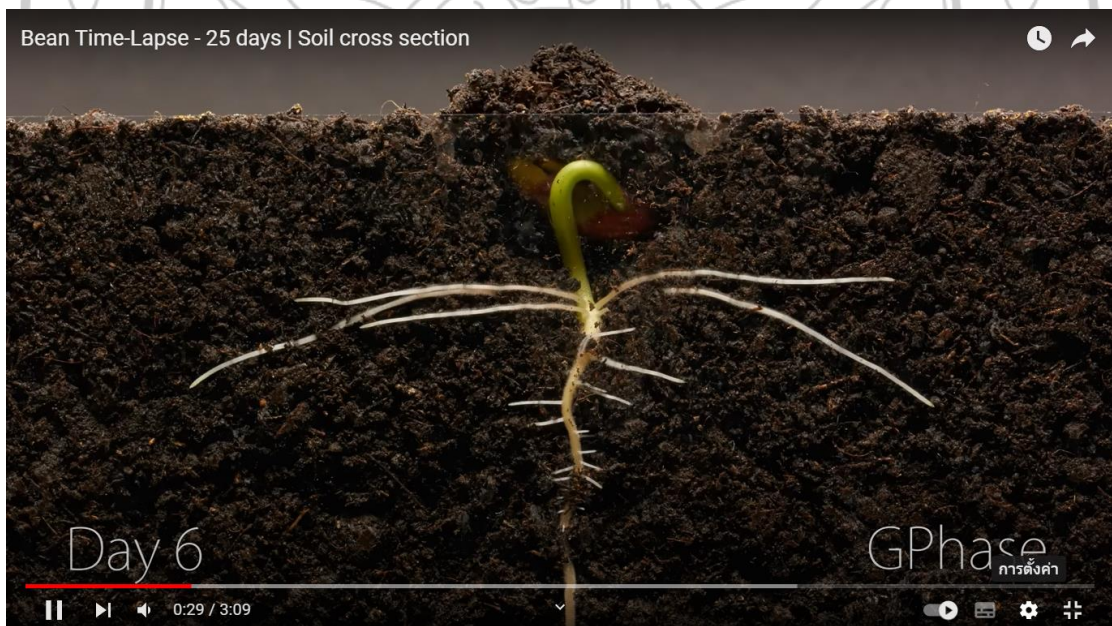 Bean Time-Lapse - 25 days | Soil cross section
Day 6
GPhase
การตั้งค่า
0:29 / 3:09